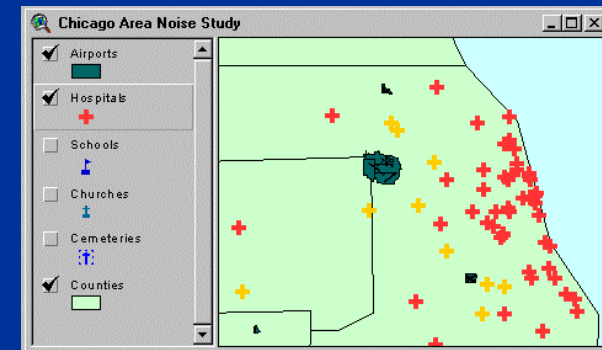 Chicago Area Noise Study
Airports
Hospitals
Schools
Churches
Cemeteries
Counties